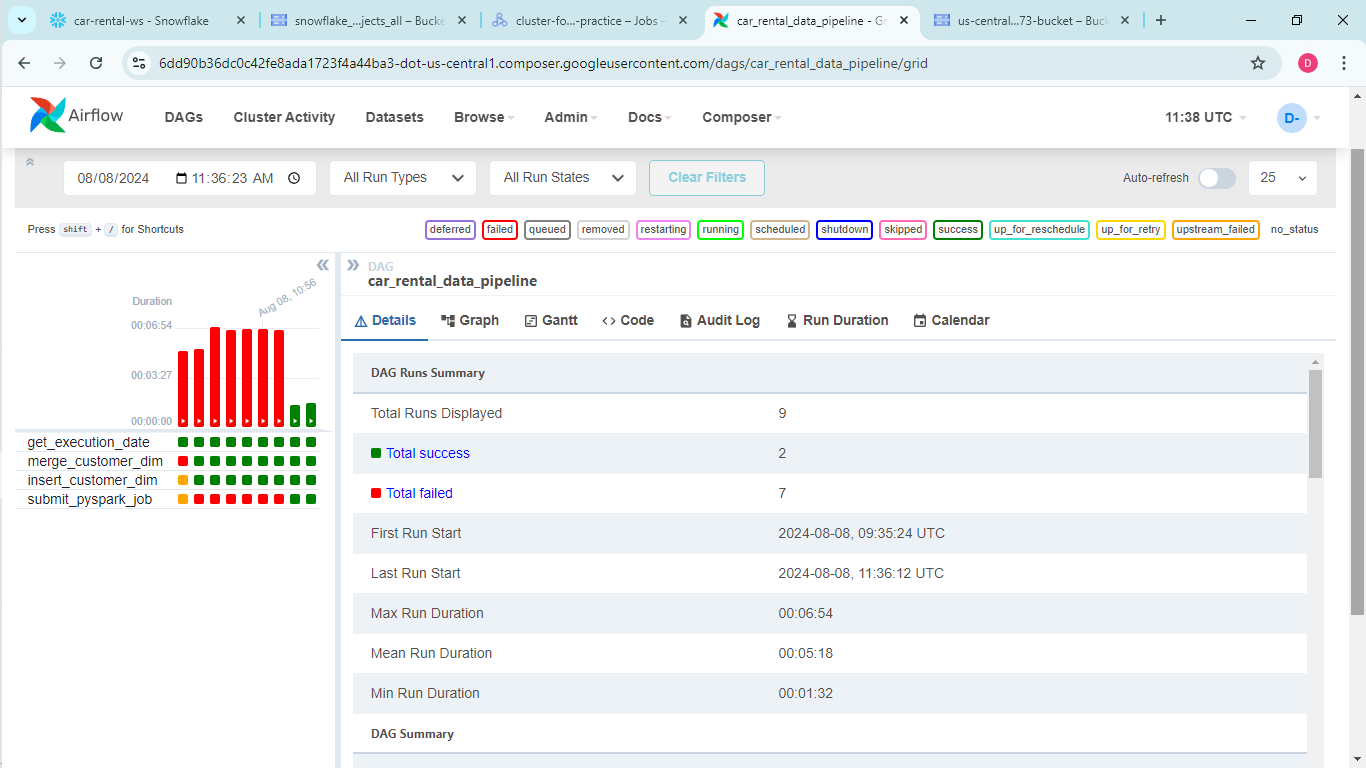 car-rental-ws - Snowflake
snowflake_...jects_all – Bucke
cluster-fo...-practice – Jobs –
car_rental_data_pipeline - Gr
us-central...73-bucket – Buck
6dd90b36dc0c42fe8ada1723f4a44ba3-dot-us-central1.composer.googleusercontent.com/dags/car_rental_data_pipeline/grid
D
Airflow
DAGs
Cluster Activity
Datasets
Browse
Admin
Docs
Composer
11:38 UTC
D-
08/08/2024 11:36:23 AM
All Run Types
All Run States
Clear Filters
Auto-refresh
25
Press shift + / for Shortcuts
deferred
failed
queued
removed
restarting
running
scheduled
shutdown
skipped
success
up_for_reschedule
up_for_retry
upstream_failed
no_status
Duration
Aug 08, 10:56
00:06:54
00:03:27
00:00:00
get_execution_date
merge_customer_dim
insert_customer_dim
submit_pyspark_job
DAG
car_rental_data_pipeline
Details
Graph
Gantt
<> Code
Audit Log
Run Duration
Calendar
DAG Runs Summary
Total Runs Displayed 9
Total success 2
Total failed 7
First Run Start 2024-08-08, 09:35:24 UTC
Last Run Start 2024-08-08, 11:36:12 UTC
Max Run Duration 00:06:54
Mean Run Duration 00:05:18
Min Run Duration 00:01:32
DAG Summary